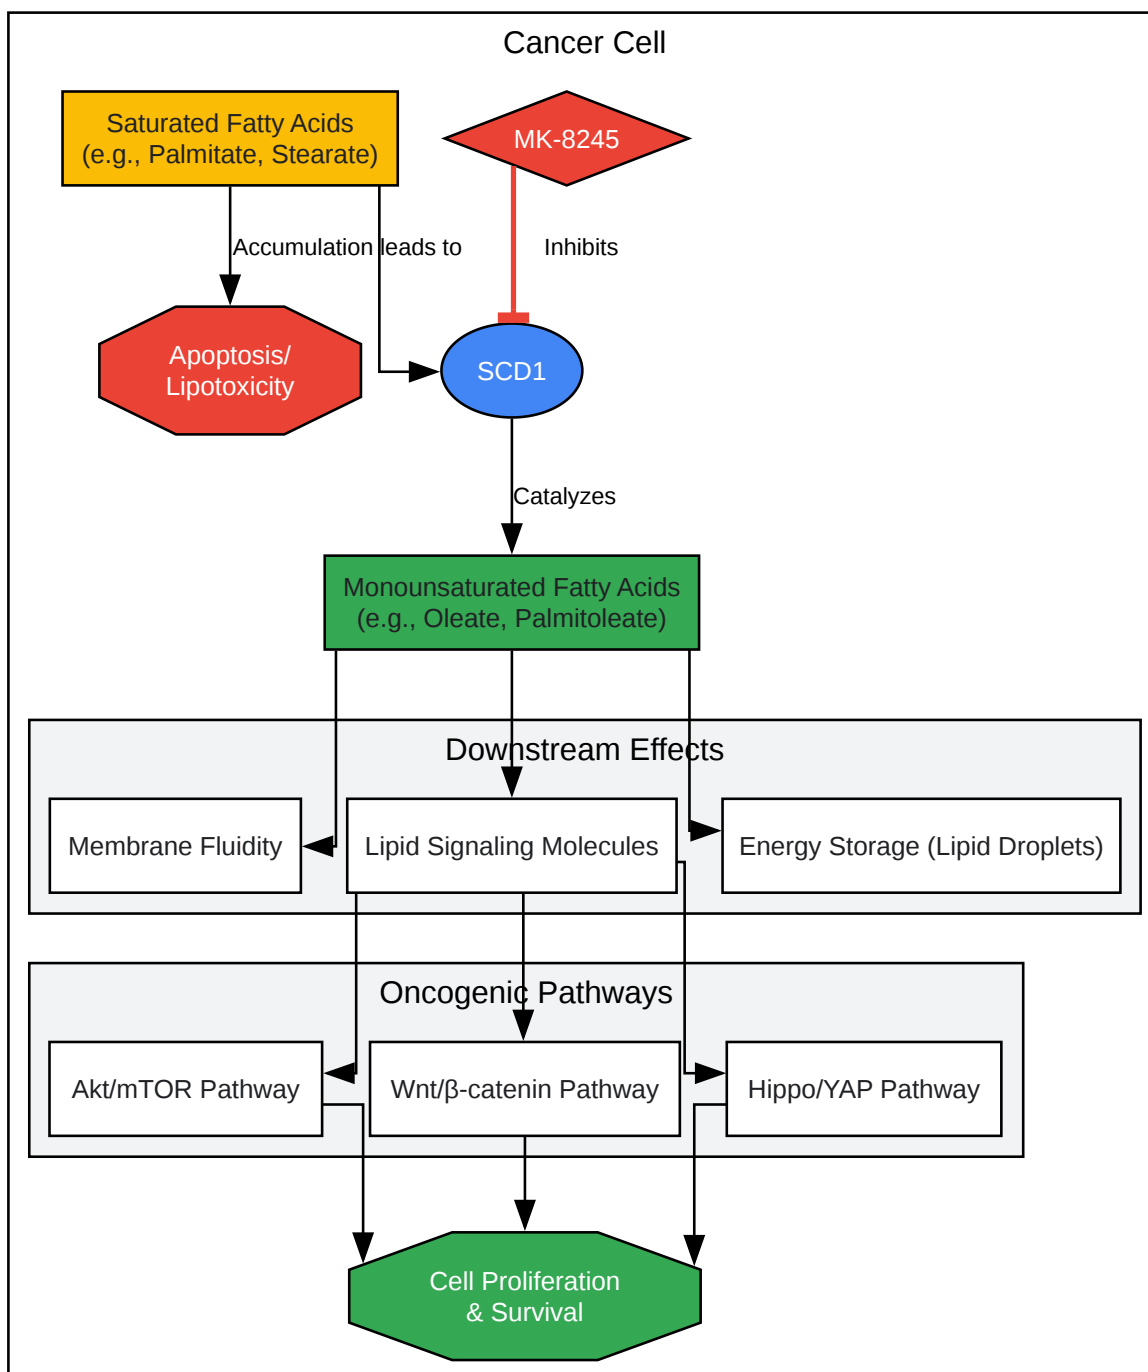 Cancer Cell
Saturated Fatty Acids
(e.g., Palmitate, Stearate)
MK-8245
Accumulation leads to
Inhibits
Apoptosis/
Lipotoxicity
SCD1
Catalyzes
Monounsaturated Fatty Acids
(e.g., Oleate, Palmitoleate)
Downstream Effects
Membrane Fluidity
Lipid Signaling Molecules
Energy Storage (Lipid Droplets)
Oncogenic Pathways
Akt/mTOR Pathway
Wnt/β-catenin Pathway
Hippo/YAP Pathway
Cell Proliferation
& Survival